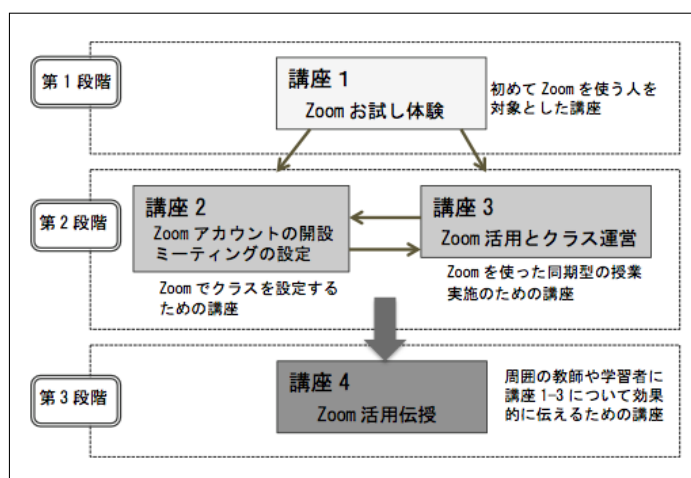 第1段階
講座 1
Zoom お試し体験
初めて Zoom を使う人を
対象とした講座
第2段階
講座 2
Zoom アカウントの開設
ミーティングの設定
Zoom でクラスを設定する
ための講座
講座 3
Zoom 活用とクラス運営
Zoom を使った同期型の授業
実施のための講座
第3段階
講座 4
Zoom 活用伝授
周囲の教師や学習者に
講座 1-3 について効果
的に伝えるための講座